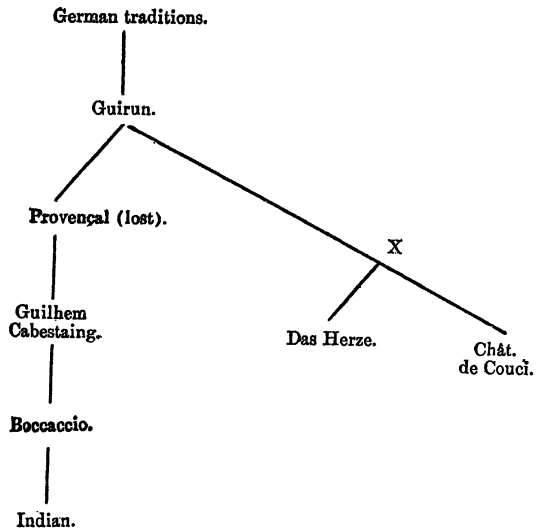 German traditions.
Guirun.
Provençal (lost).
X
Guilhem
Cabestaing.
Das Herze.
Chât.
de Couci.
Boccaccio.
Indian.